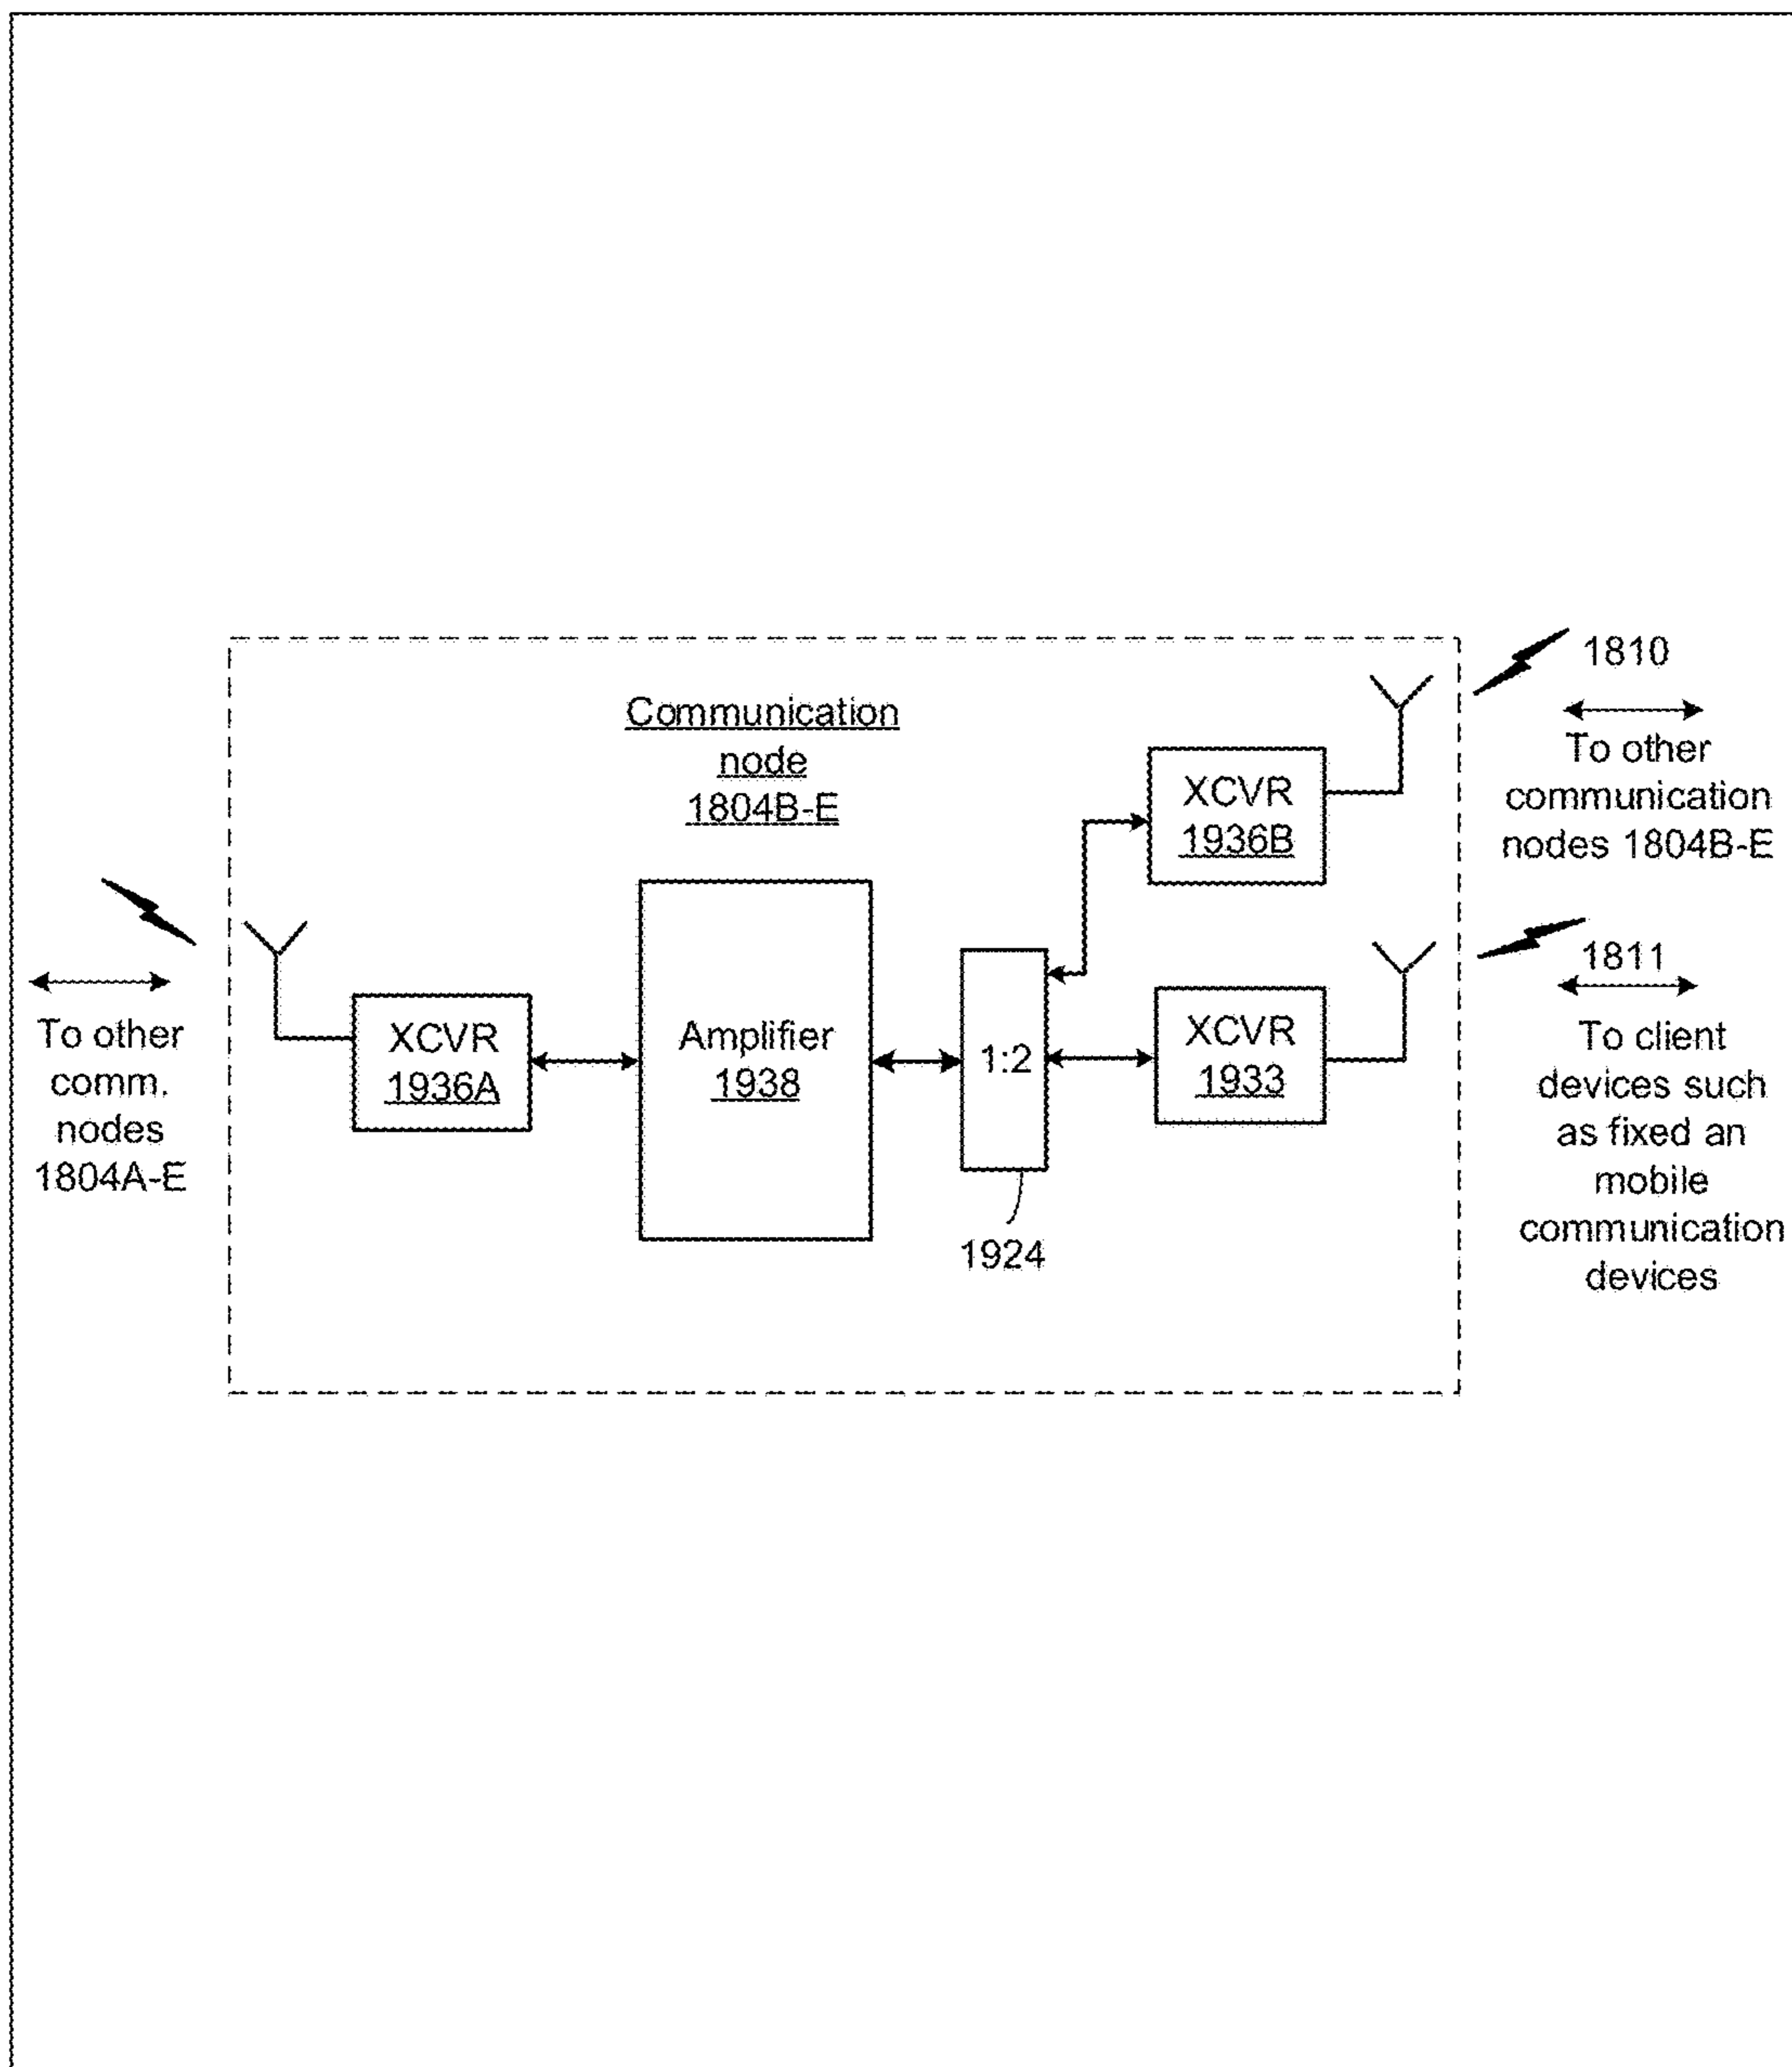 Communication
node
1804B-E
To other
comm.
nodes
1804A-E
XCVR
1936A
Amplifier
1938
1:2
1924
XCVR
1936B
XCVR
1933
1810
To other
communication
nodes 1804B-E
1811
To client
devices such
as fixed an
mobile
communication
devices